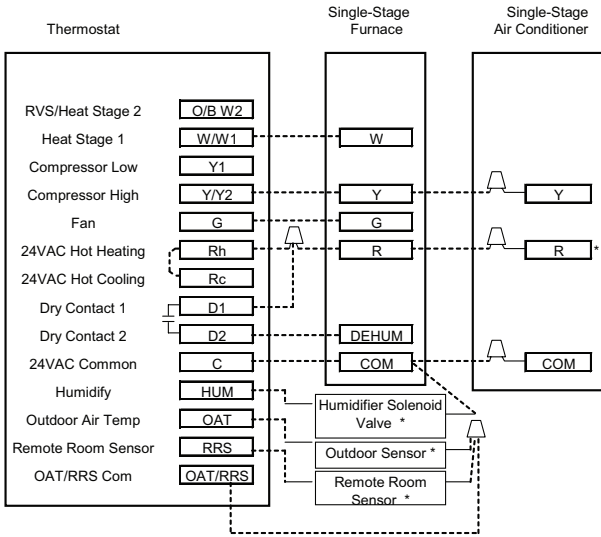 Thermostat
Single-Stage
Furnace
Single-Stage
Air Conditioner
RVS/Heat Stage 2 O/B W2
Heat Stage 1 W/W1 W
Compressor Low Y1
Compressor High Y/Y2 Y Y
Fan G G
24VAC Hot Heating Rh R R *
24VAC Hot Cooling Rc
Dry Contact 1 D1
Dry Contact 2 D2 DEHUM
24VAC Common C COM COM
Humidify HUM
Humidifier Solenoid
Valve *
Outdoor Air Temp OAT
Outdoor Sensor *
Remote Room Sensor RRS
Remote Room
Sensor *
OAT/RRS Com OAT/RRS